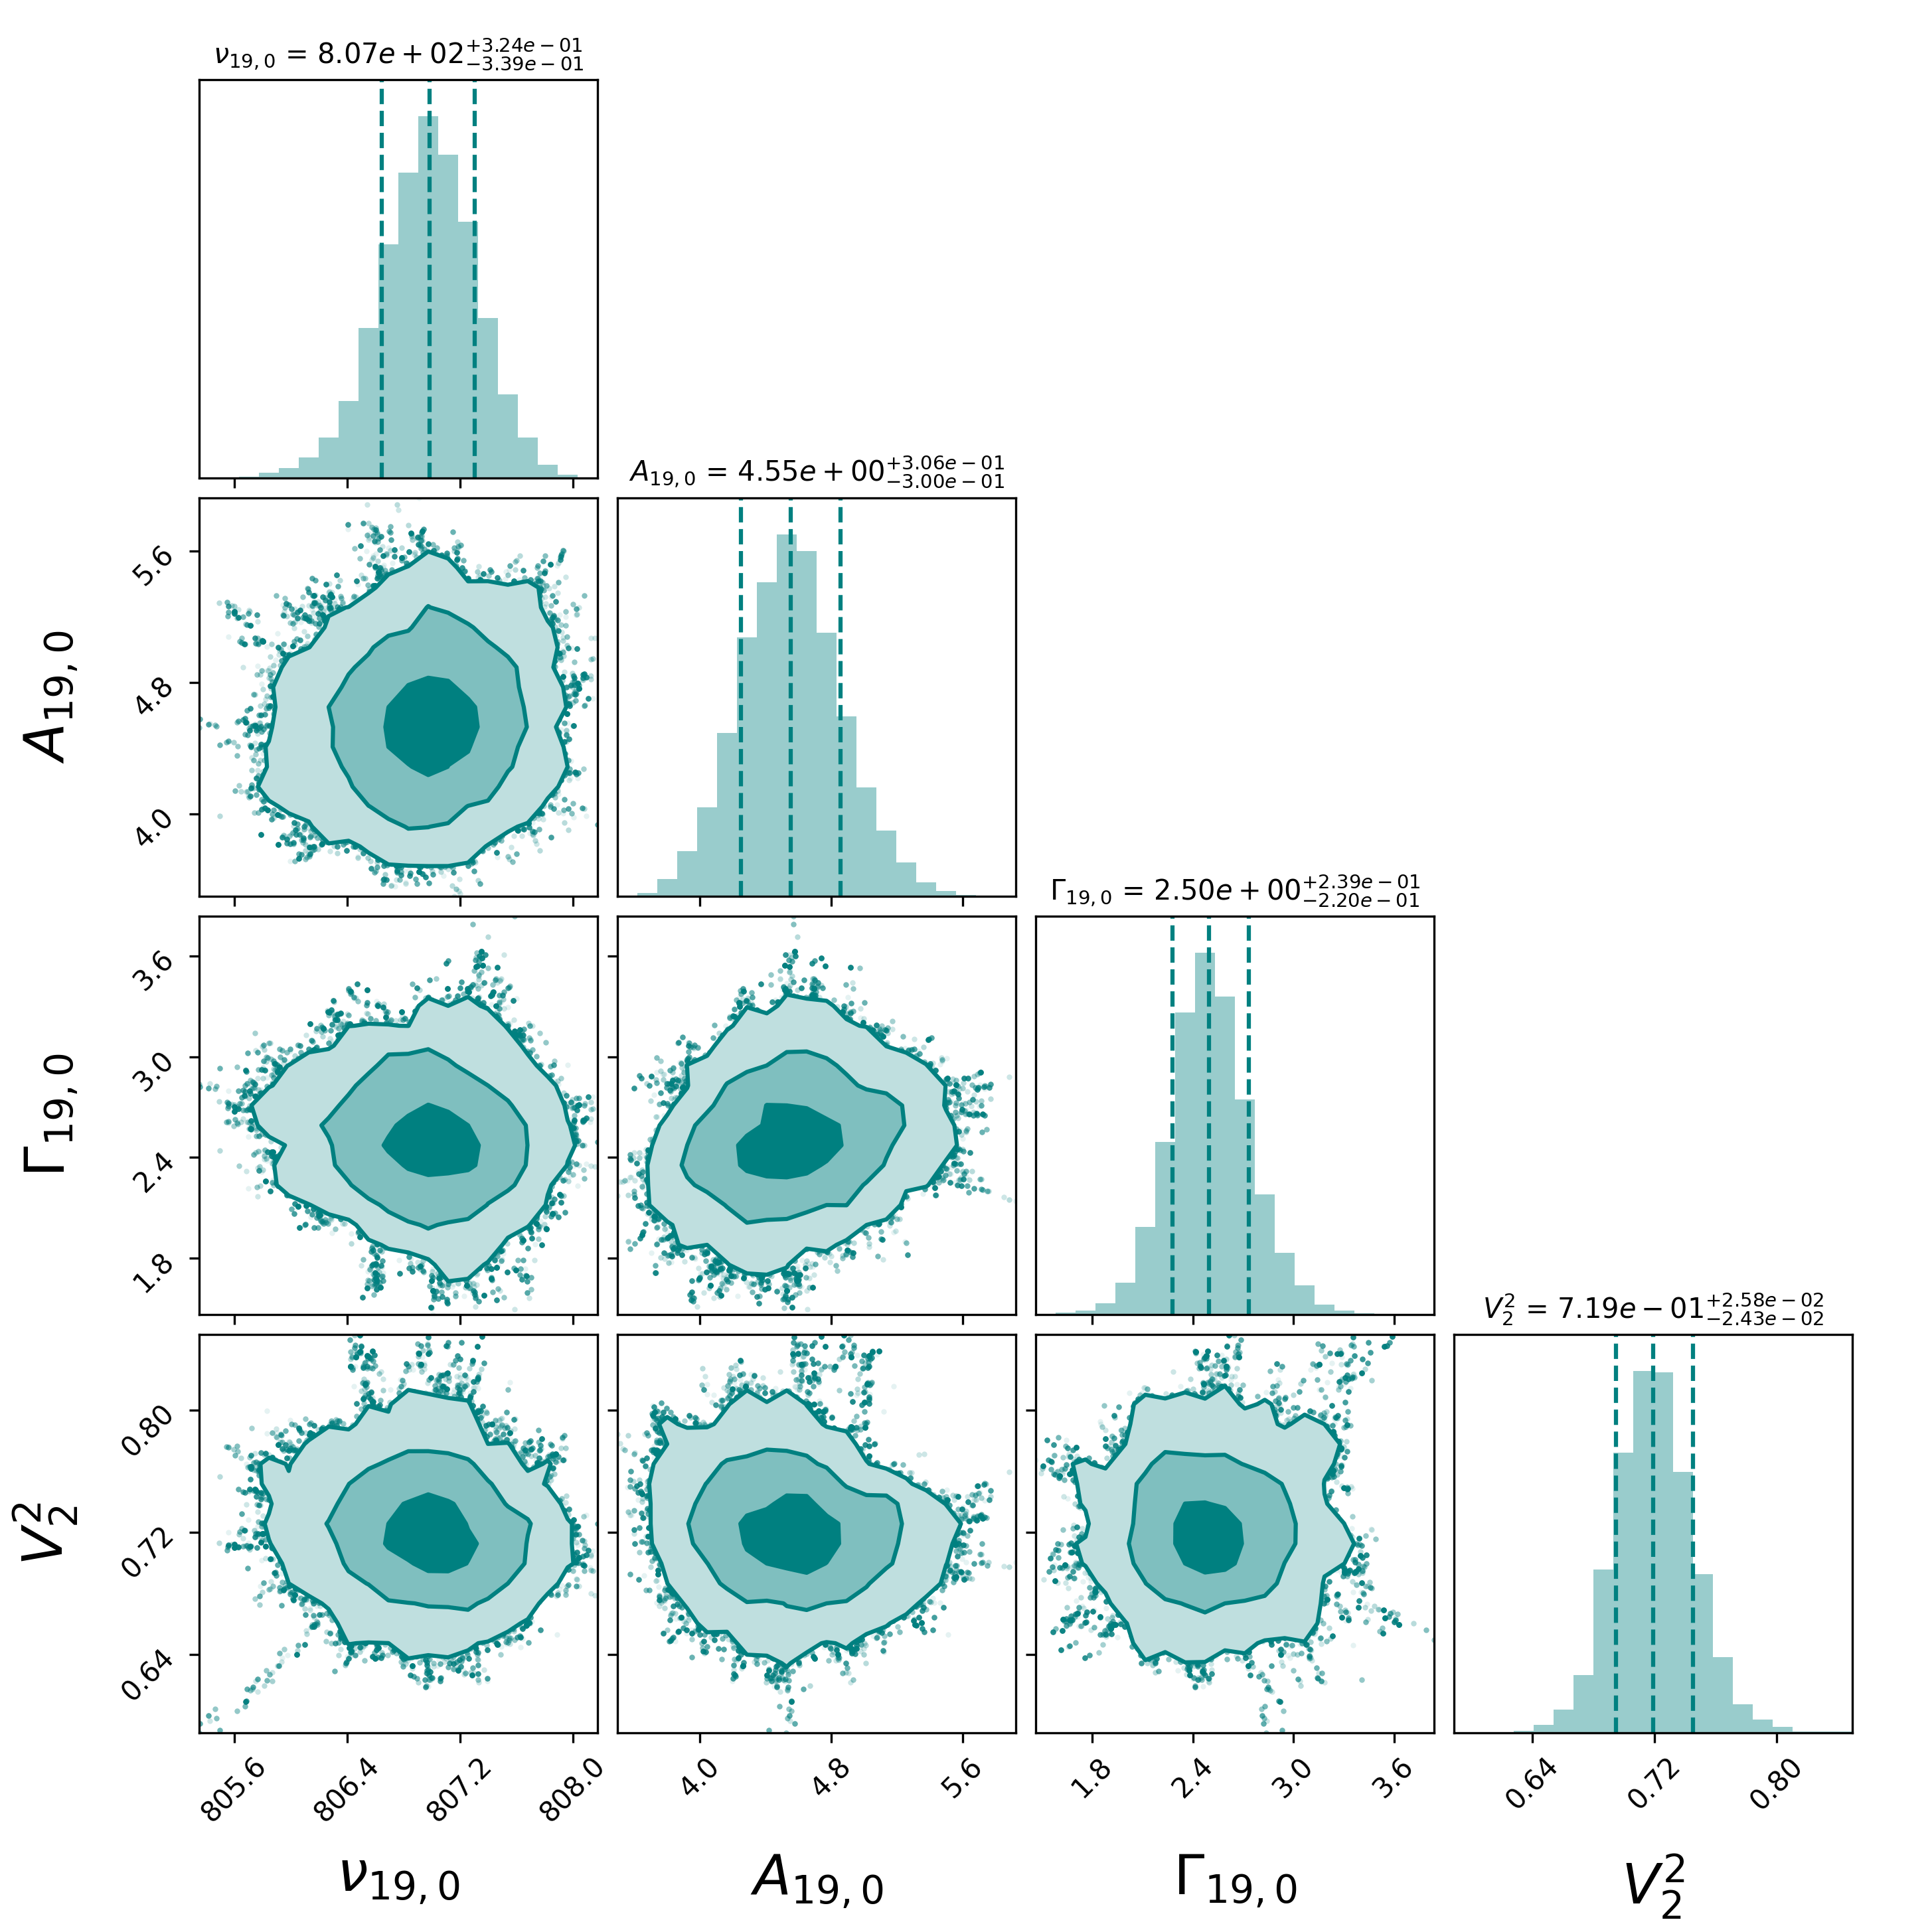 ν19,0 = 8.07e + 02 +3.24e − 01 −3.39e − 01
A19,0 = 4.55e + 00 +3.06e − 01 −3.00e − 01
5.6
4.8
4.0
A19,0
Γ19,0 = 2.50e + 00 +2.39e − 01 −2.20e − 01
3.6
3.0
2.4
1.8
Γ19,0
V²₂ = 7.19e − 01 +2.58e − 02 −2.43e − 02
0.80
0.72
0.64
V²₂
805.6 806.4 807.2 808.0 4.0 4.8 5.6 1.8 2.4 3.0 3.6 0.64 0.72 0.80
ν19,0 A19,0 Γ19,0 V²₂